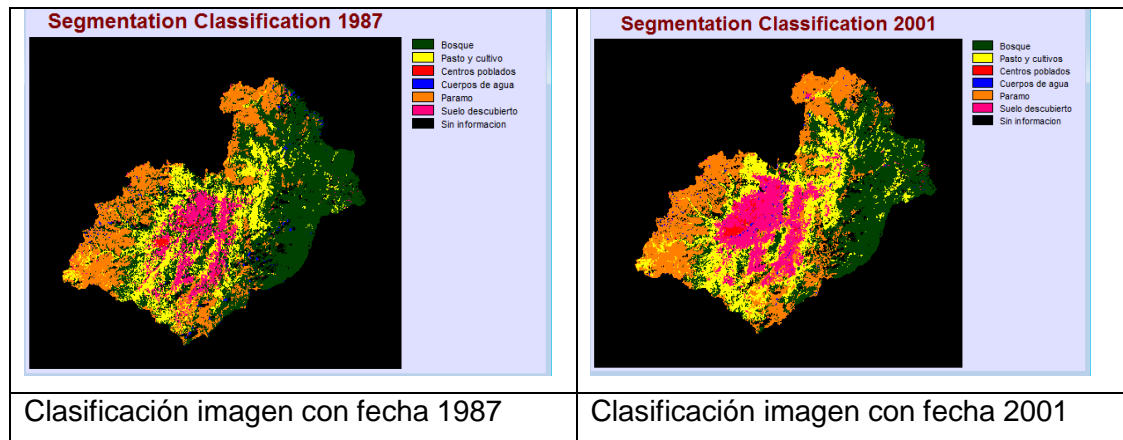 Segmentation Classification 1987
Bosque
Pasto y cultivo
Centros poblados
Cuerpos de agua
Paramo
Suelo descubierto
Sin informacion
Segmentation Classification 2001
Bosque
Pasto y cultivos
Centros poblados
Cuerpos de agua
Paramo
Suelo descubierto
Sin informacion
Clasificación imagen con fecha 1987
Clasificación imagen con fecha 2001